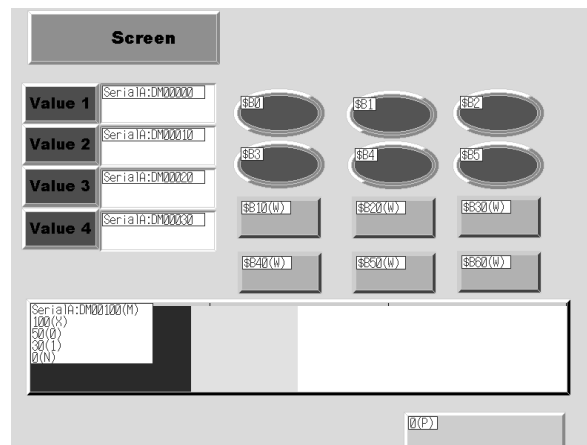 Screen
Value 1
SerialA:DM00000
$B0
$B1
$B2
Value 2
SerialA:DM00010
Value 3
SerialA:DM00020
$B3
$B4
$B5
Value 4
SerialA:DM00030
$B10(W)
$B20(W)
$B30(W)
$B40(W)
$B50(W)
$B60(W)
SerialA:DM00100(M)
100(X)
50(0)
30(1)
0(N)
0(P)